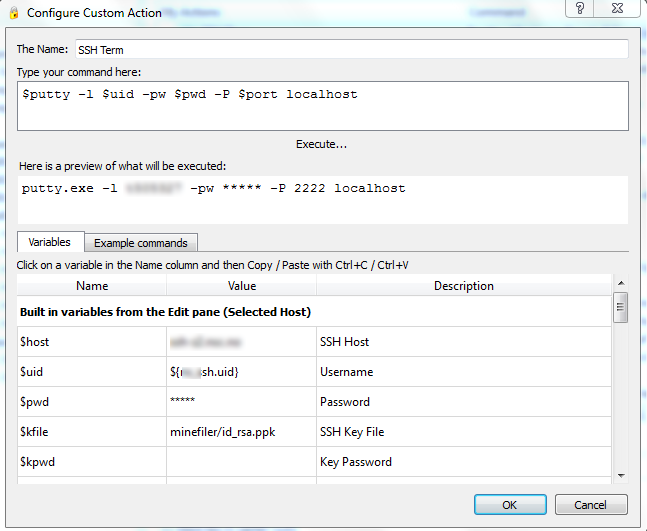 Configure Custom Action
The Name: SSH Term
Type your command here:
$putty -l $uid -pw $pwd -P $port localhost
Execute...
Here is a preview of what will be executed:
putty.exe -l -pw ***** -P 2222 localhost
Variables Example commands
Click on a variable in the Name column and then Copy / Paste with Ctrl+C / Ctrl+V
Name Value Description
Built in variables from the Edit pane (Selected Host)
$host SSH Host
$uid sh.uid} Username
$pwd ***** Password
$kfile minefiler/id_rsa.ppk SSH Key File
$kpwd Key Password
OK Cancel